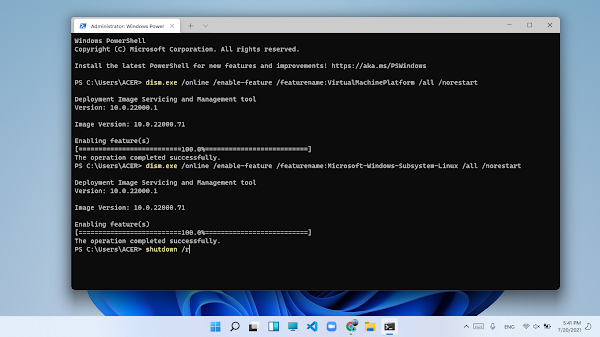 Administrator: Windows Power
Windows PowerShell
Copyright (C) Microsoft Corporation. All rights reserved.
Install the latest PowerShell for new features and improvements! https://aka.ms/PSWindows
PS C:\Users\ACER> dism.exe /online /enable-feature /featurename:VirtualMachinePlatform /all /norestart
Deployment Image Servicing and Management tool
Version: 10.0.22000.1
Image Version: 10.0.22000.71
Enabling feature(s)
[==========================100.0%==========================]
The operation completed successfully.
PS C:\Users\ACER> dism.exe /online /enable-feature /featurename:Microsoft-Windows-Subsystem-Linux /all /norestart
Deployment Image Servicing and Management tool
Version: 10.0.22000.1
Image Version: 10.0.22000.71
Enabling feature(s)
[==========================100.0%==========================]
The operation completed successfully.
PS C:\Users\ACER> shutdown /r
ENG
5:41 PM
7/20/2021